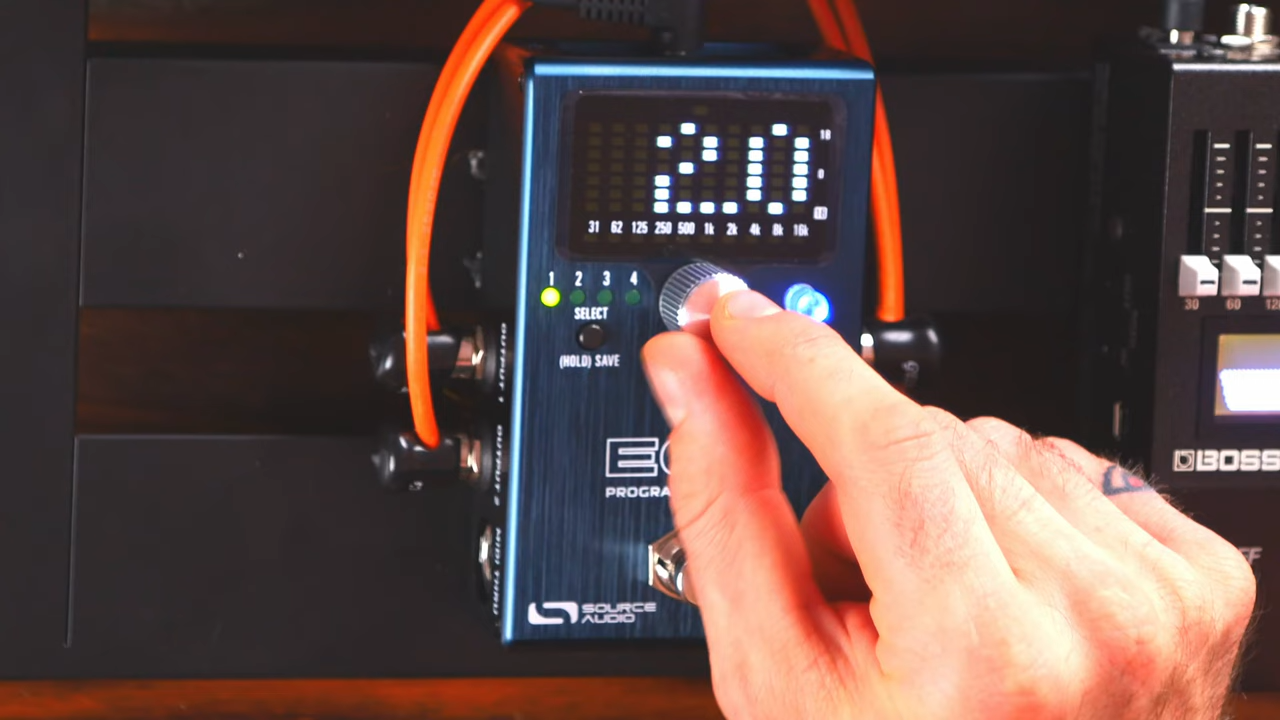 2.0
18
0
18
31 62 125 250 500 1k 2k 4k 8k 16k
1 2 3 4
SELECT
(HOLD) SAVE
OUTPUT 1
OUTPUT 2
MIDI THRU
SOURCE
AUDIO
30 60
BOSS